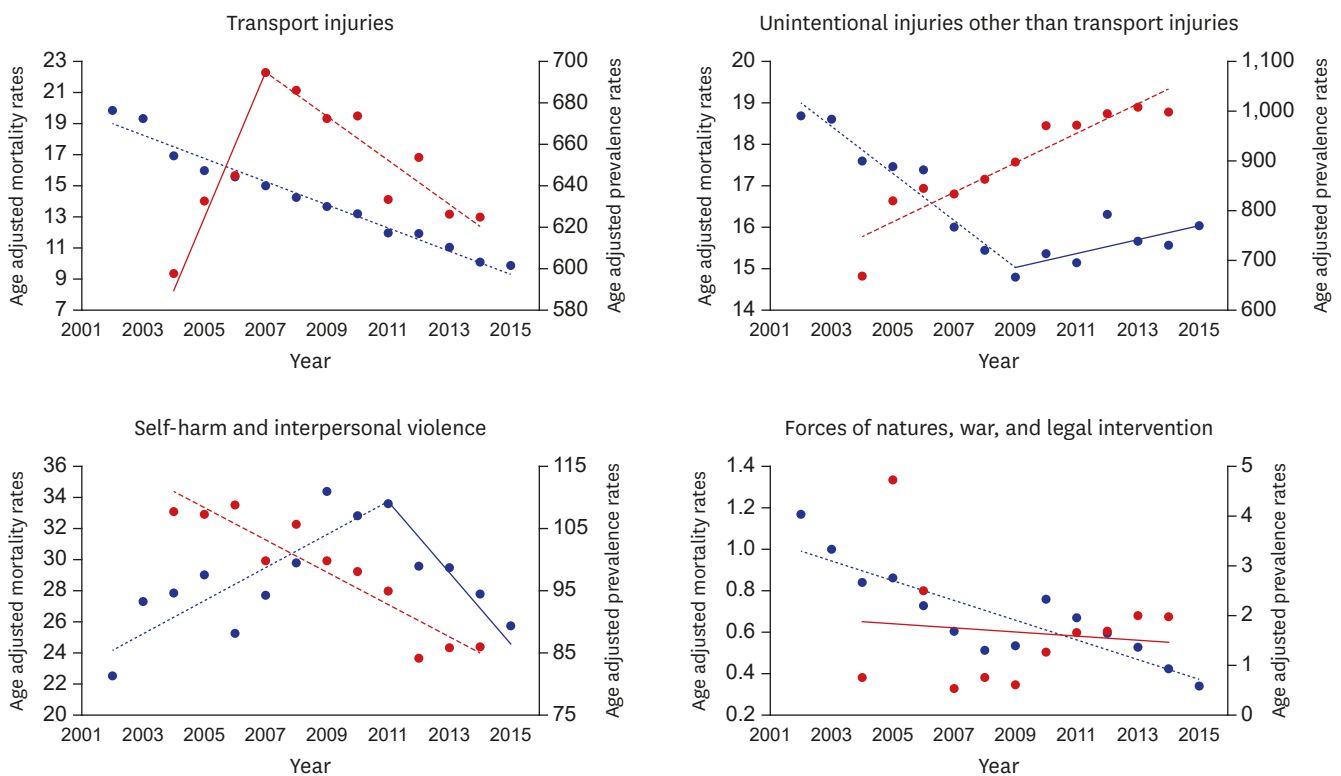 Transport injuries
Age adjusted mortality rates
23
21
19
17
15
13
11
9
7
700
680
660
640
620
600
580
Age adjusted prevalence rates
2001 2003 2005 2007 2009 2011 2013 2015
Year
Unintentional injuries other than transport injuries
Age adjusted mortality rates
20
19
18
17
16
15
14
1,100
1,000
900
800
700
600
Age adjusted prevalence rates
2001 2003 2005 2007 2009 2011 2013 2015
Year
Self-harm and interpersonal violence
Age adjusted mortality rates
36
34
32
30
28
26
24
22
20
115
105
95
85
75
Age adjusted prevalence rates
2001 2003 2005 2007 2009 2011 2013 2015
Year
Forces of natures, war, and legal intervention
Age adjusted mortality rates
1.4
1.2
1.0
0.8
0.6
0.4
0.2
5
4
3
2
1
0
Age adjusted prevalence rates
2001 2003 2005 2007 2009 2011 2013 2015
Year